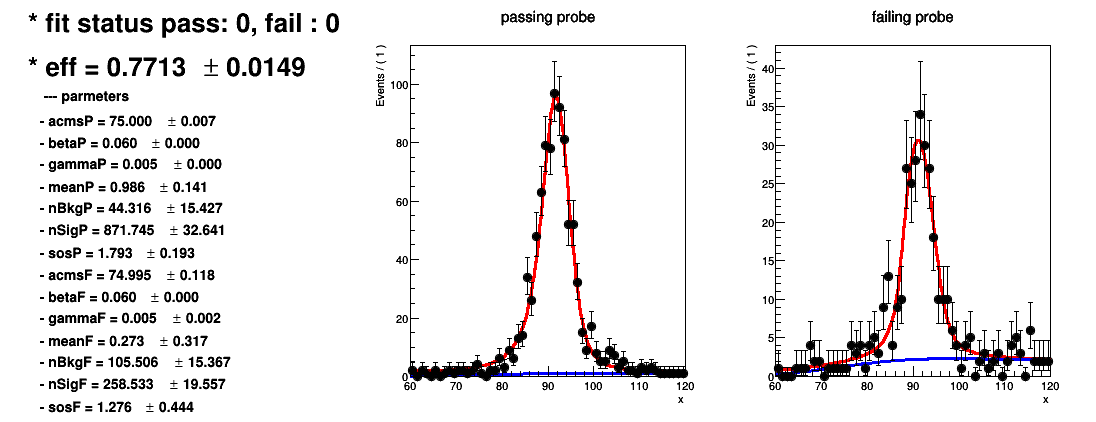 * fit status pass: 0, fail : 0
* eff = 0.7713 ± 0.0149
--- parmeters
- acmsP = 75.000 ± 0.007
- betaP = 0.060 ± 0.000
- gammaP = 0.005 ± 0.000
- meanP = 0.986 ± 0.141
- nBkgP = 44.316 ± 15.427
- nSigP = 871.745 ± 32.641
- sosP = 1.793 ± 0.193
- acmsF = 74.995 ± 0.118
- betaF = 0.060 ± 0.000
- gammaF = 0.005 ± 0.002
- meanF = 0.273 ± 0.317
- nBkgF = 105.506 ± 15.367
- nSigF = 258.533 ± 19.557
- sosF = 1.276 ± 0.444
passing probe
Events / ( 1 )
100
80
60
40
20
0
60 70 80 90 100 110 120
x
failing probe
Events / ( 1 )
40
35
30
25
20
15
10
5
0
60 70 80 90 100 110 120
x